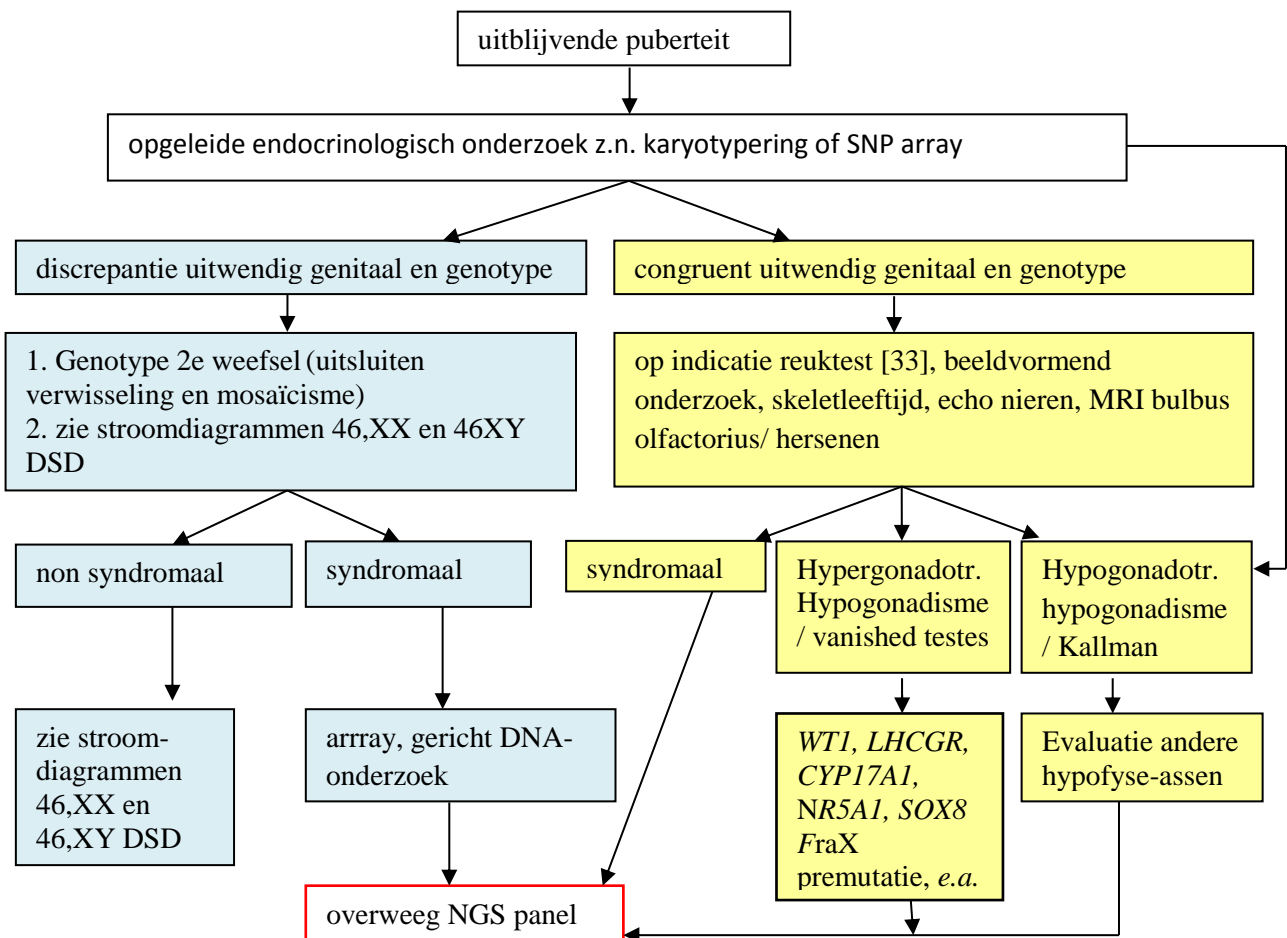 uitblijvende puberteit
opgeleide endocrinologisch onderzoek z.n. karyotypering of SNP array
discrepantie uitwendig genitaal en genotype
congruent uitwendig genitaal en genotype
1. Genotype 2e weefsel (uitsluiten
verwisseling en mosaïcisme)
2. zie stroomdiagrammen 46,XX en 46XY
DSD
op indicatie reuktest [33], beeldvormend
onderzoek, skeletleeftijd, echo nieren, MRI bulbus
olfactorius/ hersenen
non syndromaal
syndromaal
syndromaal
Hypergonadotr.
Hypogonadisme
/ vanished testes
Hypogonadotr.
hypogonadisme
/ Kallman
zie stroom-
diagrammen
46,XX en
46,XY DSD
arrray, gericht DNA-
onderzoek
WT1, LHCGR,
CYP17A1,
NR5A1, SOX8
FraX
premutatie, e.a.
Evaluatie andere
hypofyse-assen
overweeg NGS panel